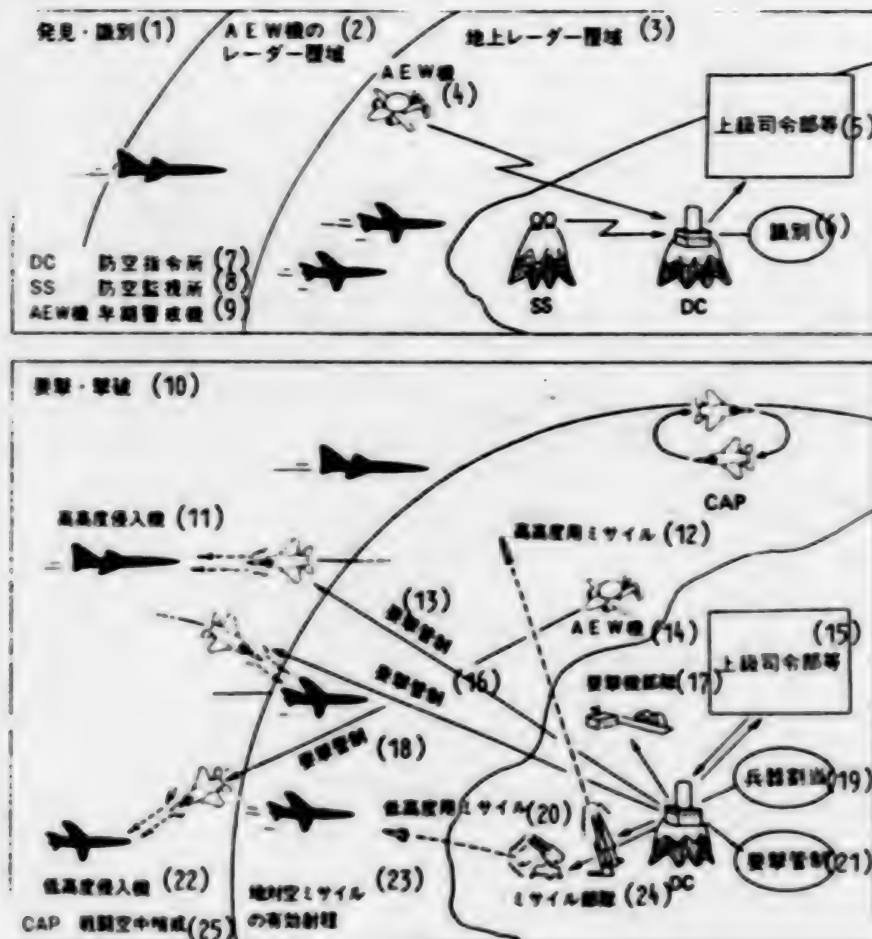 発見・識別 (1)
AEW機の (2)
レーダー覆域
地上レーダー覆域 (3)
AEW機
(4)
上級司令部等 (5)
識別 (6)
SS
DC
DC 防空指令所 (7)
SS 防空監視所 (8)
AEW機 早期警戒機 (9)
要撃・撃破 (10)
CAP
高高度侵入機 (11)
高高度用ミサイル (12)
(13)
要撃管制
AEW機 (14)
(15)
上級司令部等
要撃管制 (16)
要撃機部隊 (17)
要撃管制 (18)
兵器割当 (19)
低高度用ミサイル (20)
要撃管制 (21)
DC
低高度侵入機 (22)
地対空ミサイル (23)
の有効射程
ミサイル部隊 (24)
CAP 戦闘空中哨戒 (25)